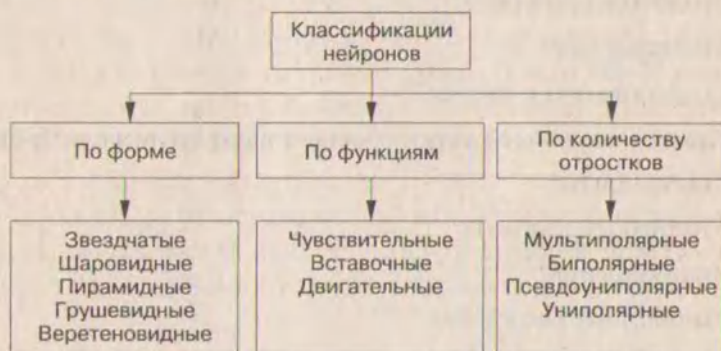 Классификации
нейронов
По форме
По функциям
По количеству
отростков
Звездчатые
Шаровидные
Пирамидные
Грушевидные
Веретеновидные
Чувствительные
Вставочные
Двигательные
Мультиполярные
Биполярные
Псевдоуниполярные
Униполярные